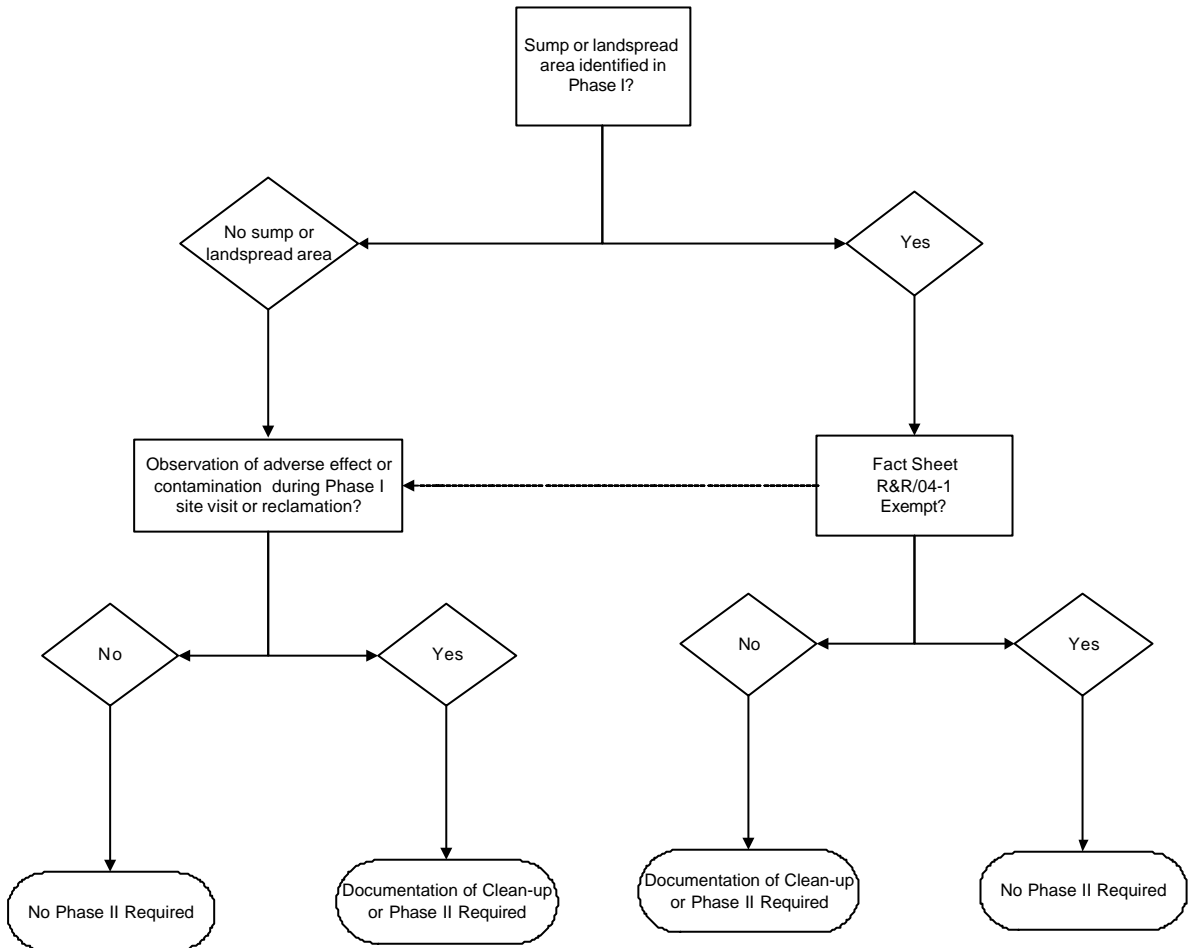 Sump or landspread
area identified in
Phase I?
No sump or
landspread area
Yes
Observation of adverse effect or
contamination during Phase I
site visit or reclamation?
Fact Sheet
R&R/04-1
Exempt?
No
Yes
No
Yes
No Phase II Required
Documentation of Clean-up
or Phase II Required
Documentation of Clean-up
or Phase II Required
No Phase II Required